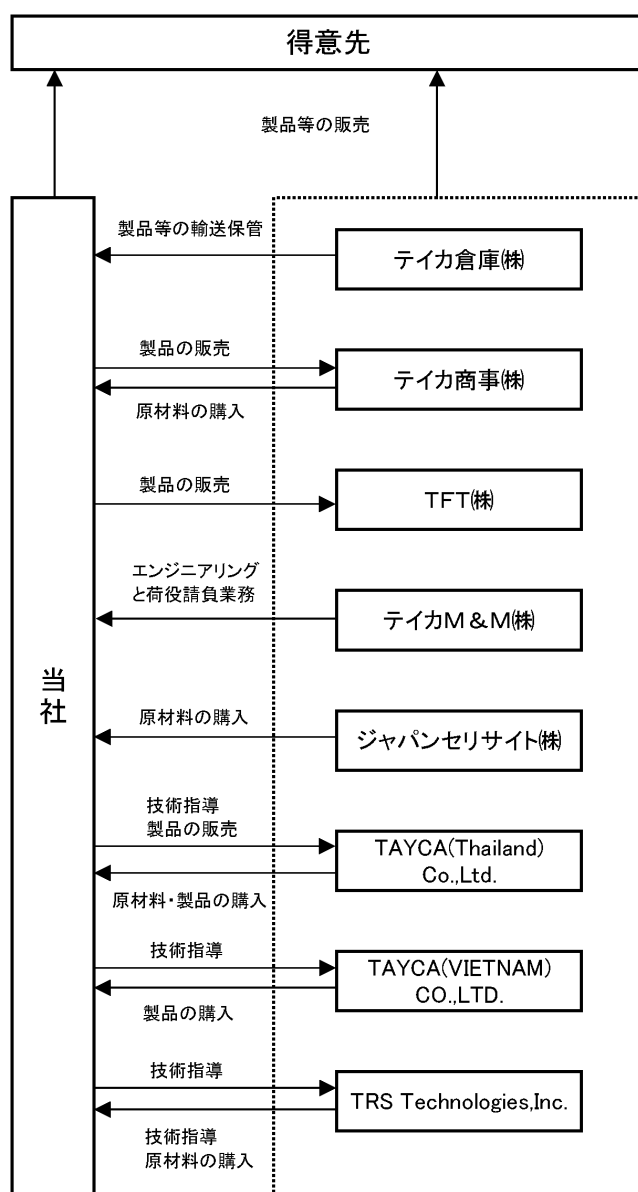 得意先
製品等の販売
製品等の輸送保管
テイカ倉庫㈱
製品の販売
テイカ商事㈱
原材料の購入
製品の販売
TFT㈱
エンジニアリング
と荷役請負業務
テイカM＆M㈱
当
社
原材料の購入
ジャパンセリサイト㈱
技術指導
製品の販売
TAYCA(Thailand)
Co.,Ltd.
原材料・製品の購入
技術指導
TAYCA(VIETNAM)
CO.,LTD.
製品の購入
技術指導
TRS Technologies,Inc.
技術指導
原材料の購入